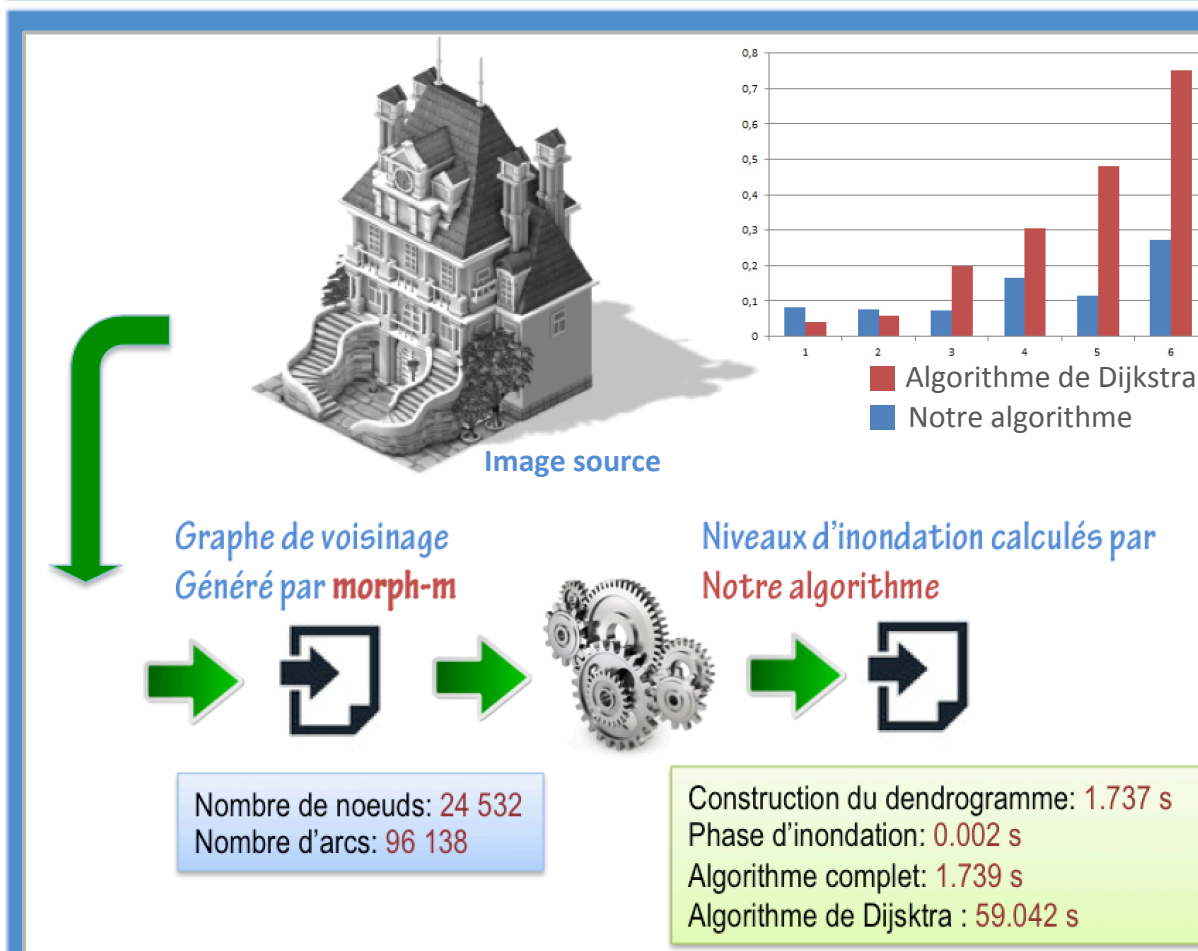 0,8
0,7
0,6
0,5
0,4
0,3
0,2
0,1
0
1 2 3 4 5 6
Algorithme de Dijkstra
Notre algorithme
Image source
Graphe de voisinage
Généré par morph-m
Niveaux d'inondation calculés par
Notre algorithme
Nombre de noeuds: 24 532
Nombre d'arcs: 96 138
Construction du dendrogramme: 1.737 s
Phase d'inondation: 0.002 s
Algorithme complet: 1.739 s
Algorithme de Dijsktra : 59.042 s